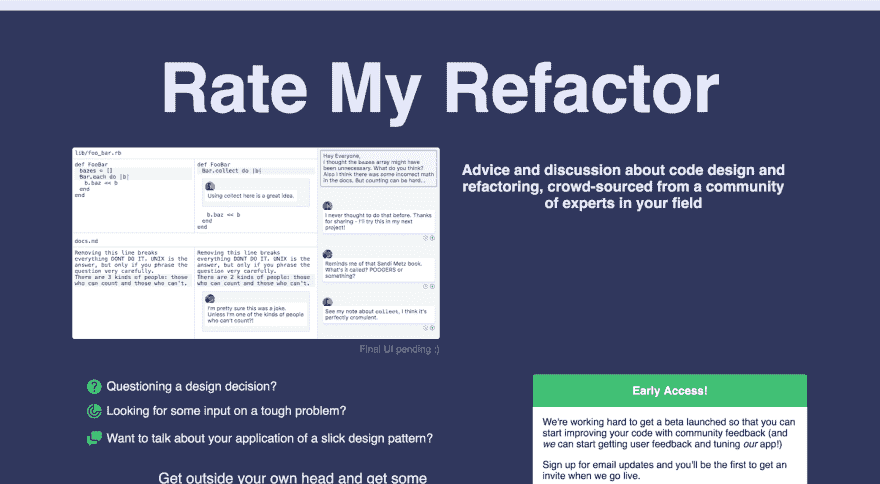 Rate My Refactor
lib/foo_bar.rb
def FooBar
bazes = []
Bar.each do |b|
b.baz << b
end
end
def FooBar
Bar.collect do |b|
Using collect here is a great idea.
b.baz << b
end
end
docs.md
Removing this line breaks
everything DONT DO IT. UNIX is the
answer, but only if you phrase the
question very carefully.
There are 3 kinds of people: those
who can count and those who can't.
Removing this line breaks
everything DONT DO IT. UNIX is the
answer, but only if you phrase the
question very carefully.
There are 2 kinds of people: those
who can count and those who can't.
I'm pretty sure this was a joke.
Unless I'm one of the kinds of people
who can't count?!
Hey Everyone,
I thought the bazes array might have
been unnecessary. What do you think?
Also I think there was some incorrect math
in the docs. But counting can be hard...
I never thought to do that before. Thanks
for sharing - I'll try this in my next
project!
Reminds me of that Sandi Metz book.
What's it called? POODGERS or
something?
See my note about collect, I think it's
perfectly cromulent.
Final UI pending :)
Advice and discussion about code design and
refactoring, crowd-sourced from a community
of experts in your field
Questioning a design decision?
Looking for some input on a tough problem?
Want to talk about your application of a slick design pattern?
Get outside your own head and get some
Early Access!
We're working hard to get a beta launched so that you can
start improving your code with community feedback (and
we can start getting user feedback and tuning our app!)
Sign up for email updates and you'll be the first to get an
invite when we go live.